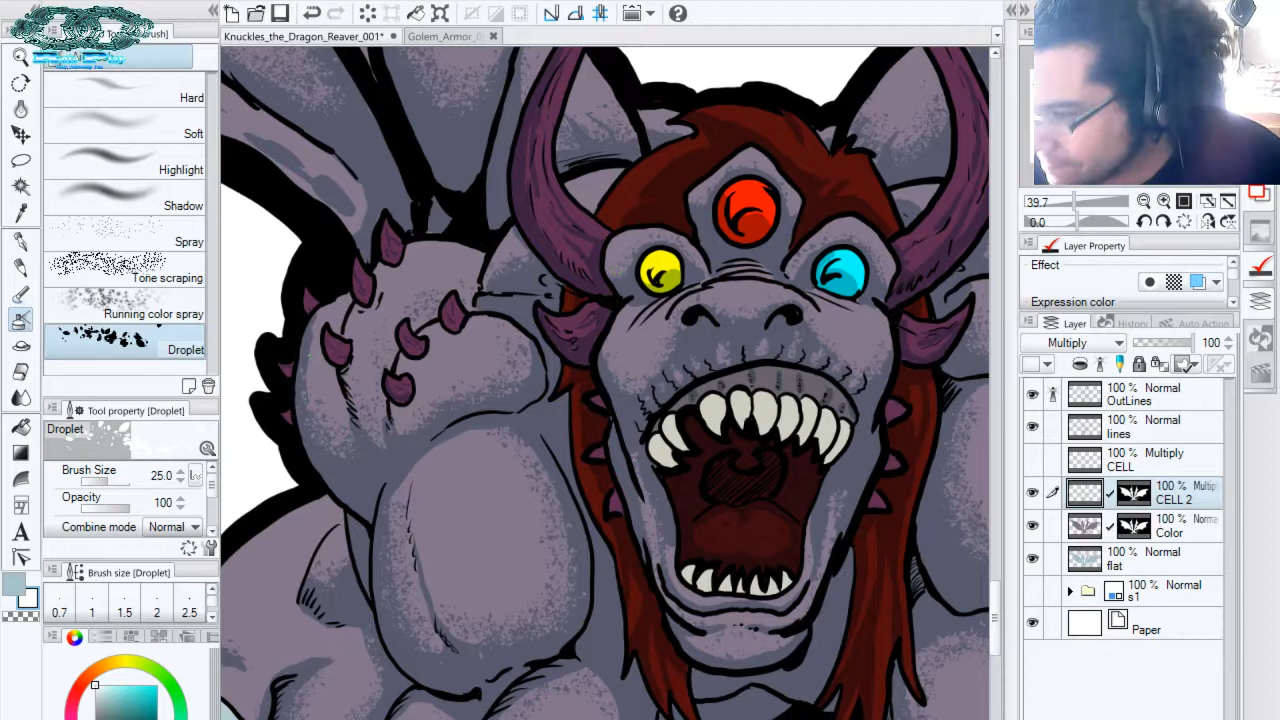 Knuckles_the_Dragon_Reaver_001*
Golem_Armor_
Hard
Soft
Highlight
Shadow
Spray
Tone scraping
Running color spray
Droplet
Tool property [Droplet]
Droplet
Brush Size 25.0
Opacity 100
Combine mode Normal
Brush size [Droplet]
0.7 1 1.5 2 2.5
39.7
0.0
Layer Property
Effect
Expression color
Layer History Auto Action
Multiply 100
100 % Normal
OutLines
100 % Normal
lines
100 % Multiply
CELL
100 % Multip
CELL 2
100 % Norma
Color
100 % Normal
flat
100 % Normal
s1
Paper